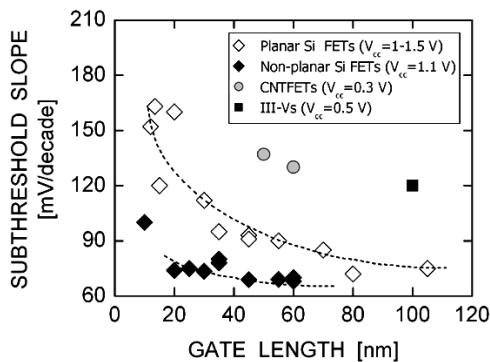 210
180
150
120
90
60
SUBTHRESHOLD SLOPE
[mV/decade]
Planar Si FETs (Vcc=1-1.5 V)
Non-planar Si FETs (Vcc=1.1 V)
CNTFETs (Vcc=0.3 V)
III-Vs (Vcc=0.5 V)
0 20 40 60 80 100 120
GATE LENGTH [nm]